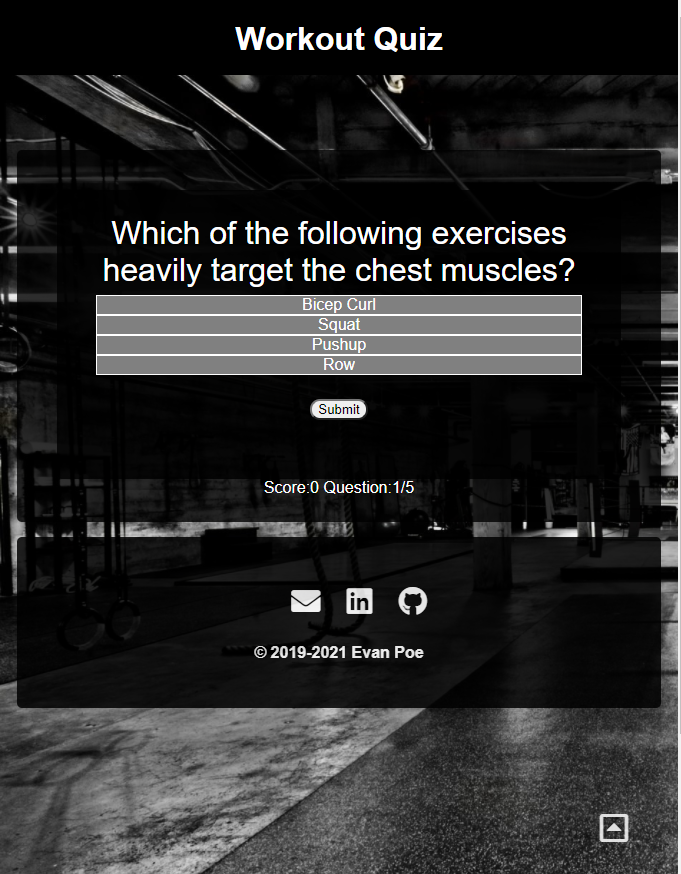 Workout Quiz
Which of the following exercises
heavily target the chest muscles?
Bicep Curl
Squat
Pushup
Row
Submit
Score:0 Question:1/5
in
© 2019-2021 Evan Poe